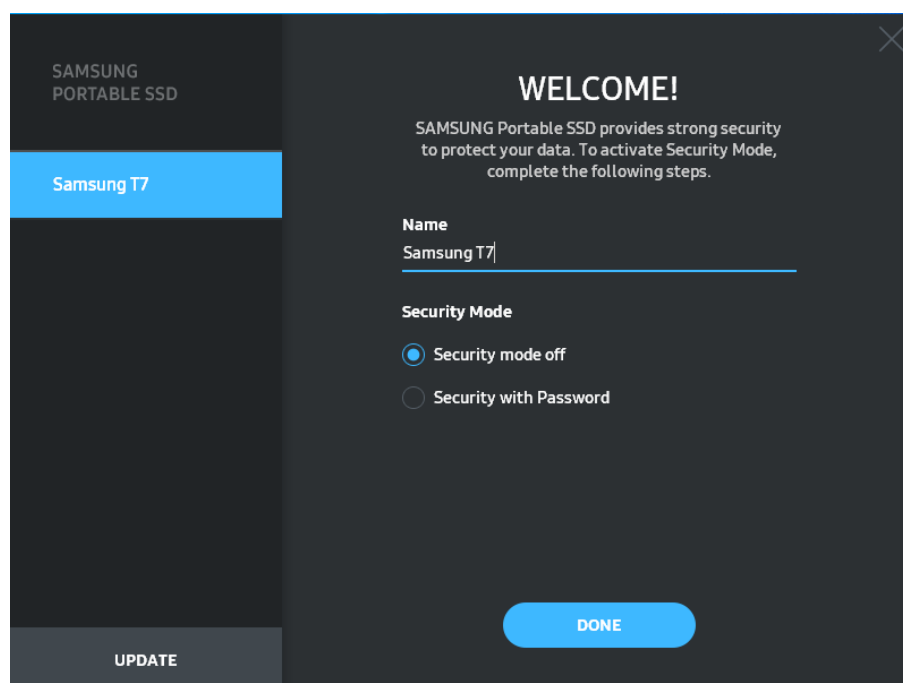 SAMSUNG
PORTABLE SSD
Samsung T7
UPDATE
WELCOME!
SAMSUNG Portable SSD provides strong security
to protect your data. To activate Security Mode,
complete the following steps.
Name
Samsung T7
Security Mode
Security mode off
Security with Password
DONE